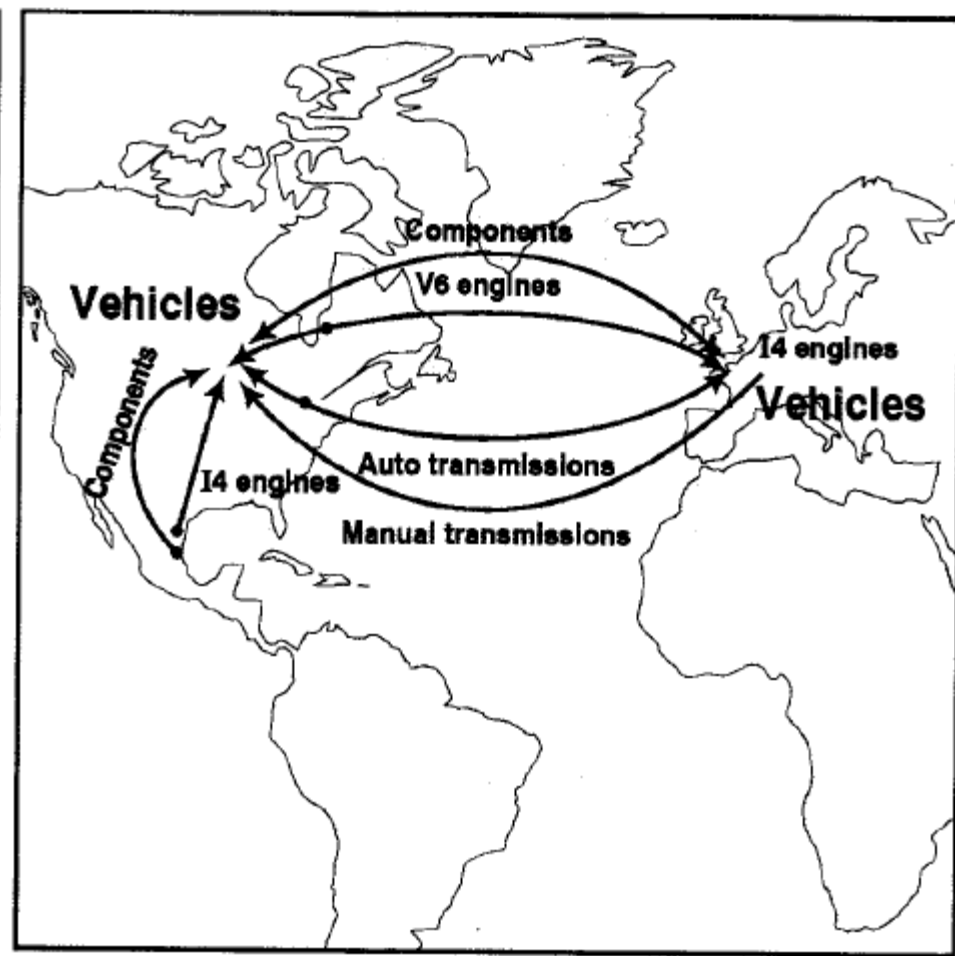 Components
V6 engines
Vehicles
I4 engines
Components
Vehicles
Auto transmissions
I4 engines
Manual transmissions